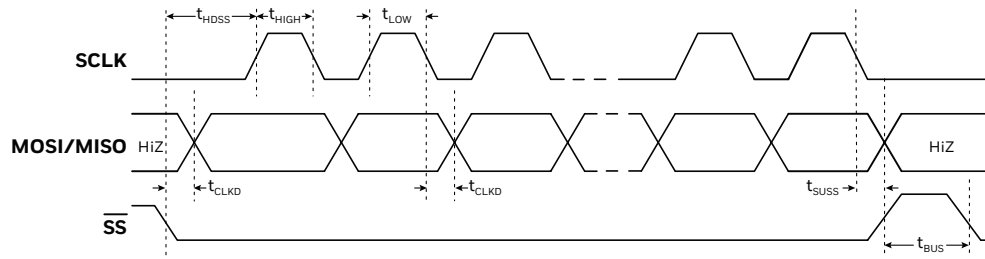 tHDSS tHIGH tLOW
SCLK
MOSI/MISO HiZ HiZ
tCLKD tCLKD tSUSS
SS
tBUS